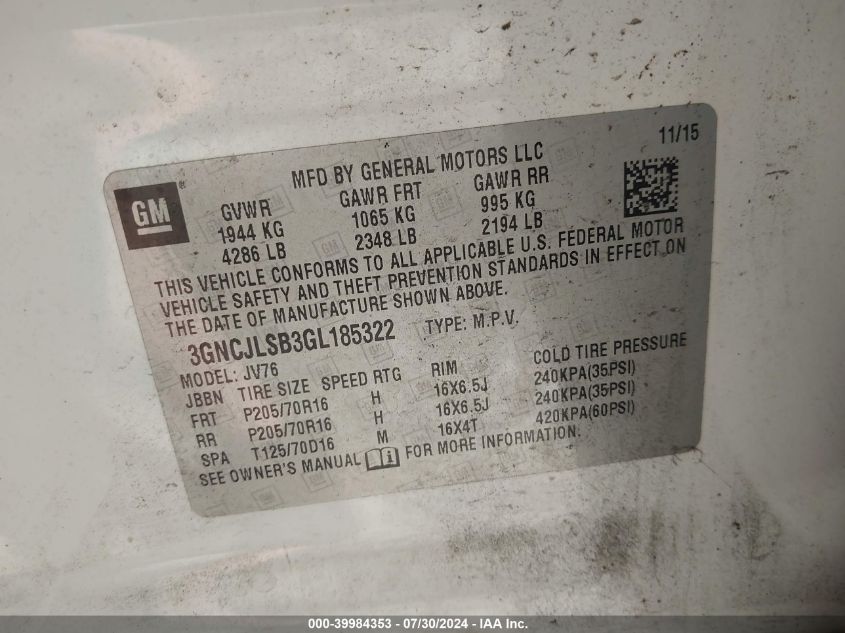 11/15
MFD BY GENERAL MOTORS LLC
GM ®
GVWR GAWR FRT GAWR RR
1944 KG 1065 KG 995 KG
4286 LB 2348 LB 2194 LB
THIS VEHICLE CONFORMS TO ALL APPLICABLE U.S. FEDERAL MOTOR
VEHICLE SAFETY AND THEFT PREVENTION STANDARDS IN EFFECT ON
THE DATE OF MANUFACTURE SHOWN ABOVE.
3GNCJLSB3GL185322 TYPE: M.P.V.
MODEL: JV76
JBBN TIRE SIZE SPEED RTG RIM COLD TIRE PRESSURE
FRT P205/70R16 H 16X6.5J 240KPA(35PSI)
RR P205/70R16 H 16X6.5J 240KPA(35PSI)
SPA T125/70D16 M 16X4T 420KPA(60PSI)
SEE OWNER'S MANUAL FOR MORE INFORMATION.
000-39984353 - 07/30/2024 - IAA Inc.